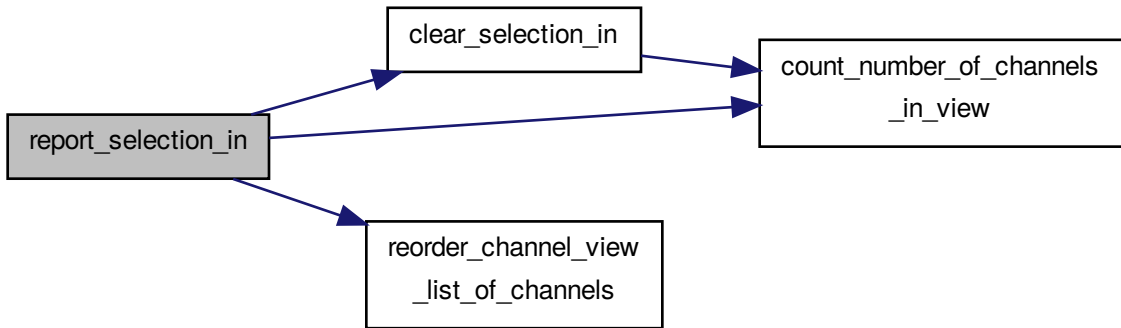 clear_selection_in
count_number_of_channels
_in_view
report_selection_in
reorder_channel_view
_list_of_channels